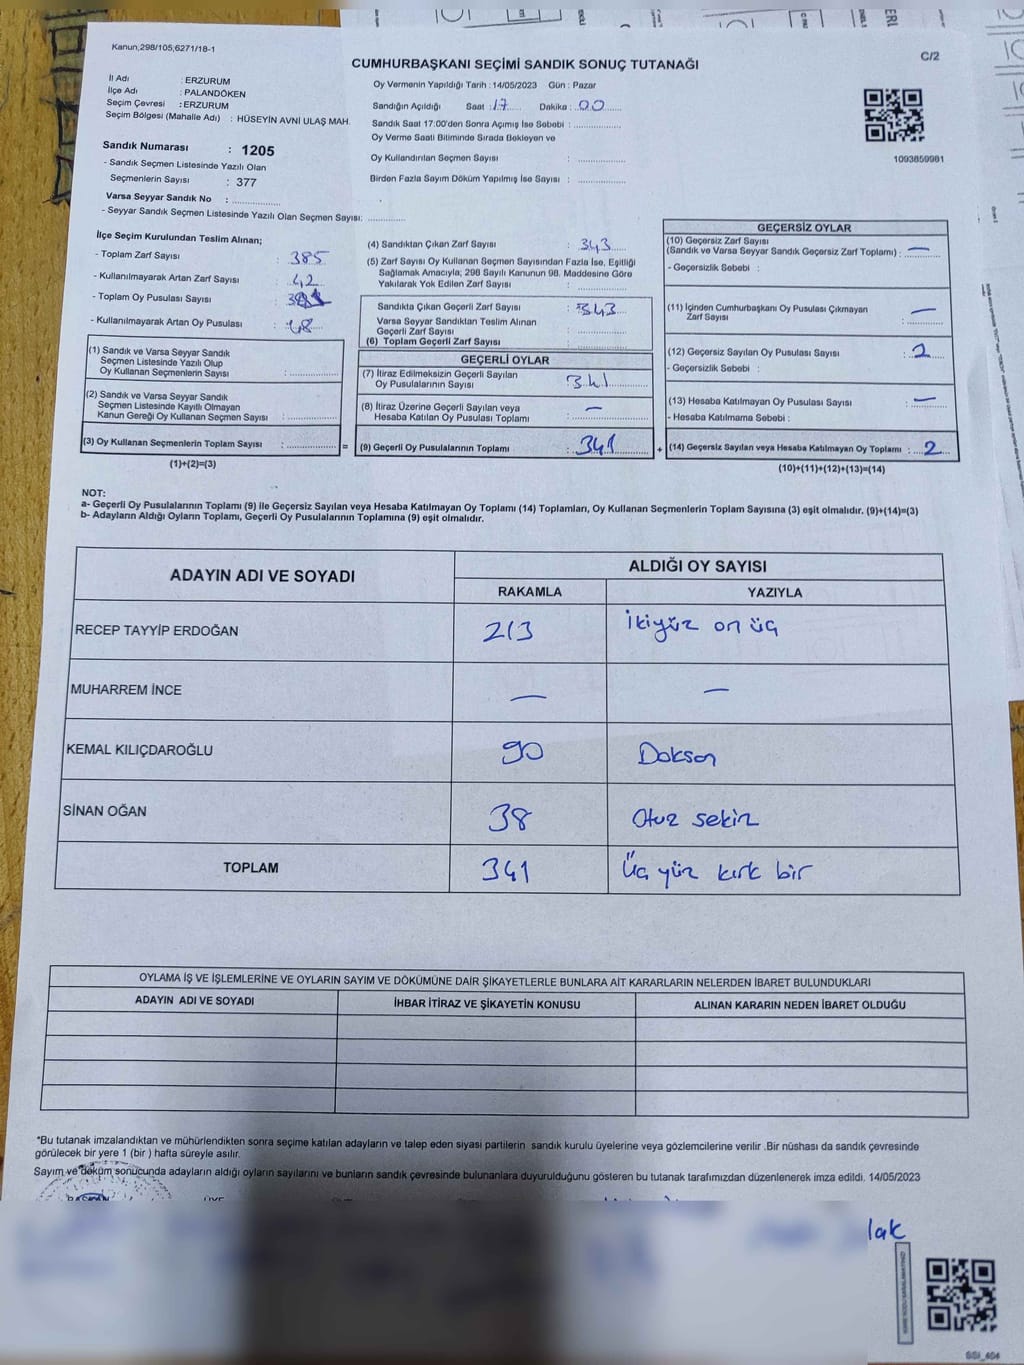 Kanun,298/105,6271/18-1
C/2
CUMHURBAŞKANI SEÇİMİ SANDIK SONUÇ TUTANAĞI
İl Adı : ERZURUM
İlçe Adı : PALANDÖKEN
Seçim Çevresi : ERZURUM
Seçim Bölgesi (Mahalle Adı) : HÜSEYİN AVNİ ULAŞ MAH.
Oy Vermenin Yapıldığı Tarih : 14/05/2023 Gün : Pazar
Sandığın Açıldığı Saat : 17 Dakika : 00
Sandık Saat 17:00'den Sonra Açımış İse Sebebi :
Oy Verme Saati Bitiminde Sırada Bekleyen ve
Oy Kullandırılan Seçmen Sayısı :
Birden Fazla Sayım Döküm Yapılmış İse Sayısı :
1093859981
Sandık Numarası : 1205
- Sandık Seçmen Listesinde Yazılı Olan
Seçmenlerin Sayısı : 377
Varsa Seyyar Sandık No :
- Seyyar Sandık Seçmen Listesinde Yazılı Olan Seçmen Sayısı:
İlçe Seçim Kurulundan Teslim Alınan;
- Toplam Zarf Sayısı : 385
- Kullanılmayarak Artan Zarf Sayısı : 42
- Toplam Oy Pusulası Sayısı :
- Kullanılmayarak Artan Oy Pusulası : 48
(1) Sandık ve Varsa Seyyar Sandık
Seçmen Listesinde Yazılı Olup
Oy Kullanan Seçmenlerin Sayısı :
(2) Sandık ve Varsa Seyyar Sandık
Seçmen Listesinde Kayıtlı Olmayan
Kanun Gereği Oy Kullanan Seçmen Sayısı :
(3) Oy Kullanan Seçmenlerin Toplam Sayısı : =
(1)+(2)=(3)
(4) Sandıktan Çıkan Zarf Sayısı : 343
(5) Zarf Sayısı Oy Kullanan Seçmen Sayısından Fazla İse, Eşitliği
Sağlamak Amacıyla; 298 Sayılı Kanunun 98. Maddesine Göre
Yakılarak Yok Edilen Zarf Sayısı :
Sandıkta Çıkan Geçerli Zarf Sayısı : 343
Varsa Seyyar Sandıktan Teslim Alınan
Geçerli Zarf Sayısı :
(6) Toplam Geçerli Zarf Sayısı :
GEÇERLİ OYLAR
(7) İtiraz Edilmeksizin Geçerli Sayılan
Oy Pusulalarının Sayısı : 341
(8) İtiraz Üzerine Geçerli Sayılan veya
Hesaba Katılan Oy Pusulası Toplamı : —
(9) Geçerli Oy Pusulalarının Toplamı : 341 +
GEÇERSİZ OYLAR
(10) Geçersiz Zarf Sayısı
(Sandık ve Varsa Seyyar Sandık Geçersiz Zarf Toplamı) : —
- Geçersizlik Sebebi :
(11) İçinden Cumhurbaşkanı Oy Pusulası Çıkmayan
Zarf Sayısı : —
(12) Geçersiz Sayılan Oy Pusulası Sayısı : 2
- Geçersizlik Sebebi :
(13) Hesaba Katılmayan Oy Pusulası Sayısı : —
- Hesaba Katılmama Sebebi :
(14) Geçersiz Sayılan veya Hesaba Katılmayan Oy Toplamı : 2
(10)+(11)+(12)+(13)=(14)
NOT:
a- Geçerli Oy Pusulalarının Toplamı (9) ile Geçersiz Sayılan veya Hesaba Katılmayan Oy Toplamı (14) Toplamları, Oy Kullanan Seçmenlerin Toplam Sayısına (3) eşit olmalıdır. (9)+(14)=(3)
b- Adayların Aldığı Oyların Toplamı, Geçerli Oy Pusulalarının Toplamına (9) eşit olmalıdır.
ADAYIN ADI VE SOYADI ALDIĞI OY SAYISI
RAKAMLA YAZIYLA
RECEP TAYYİP ERDOĞAN 213 İkiyüz on üç
MUHARREM İNCE — —
KEMAL KILIÇDAROĞLU 90 Doksan
SİNAN OĞAN 38 Otuz sekiz
TOPLAM 341 Üç yüz kırk bir
OYLAMA İŞ VE İŞLEMLERİNE VE OYLARIN SAYIM VE DÖKÜMÜNE DAİR ŞİKAYETLERLE BUNLARA AİT KARARLARIN NELERDEN İBARET BULUNDUKLARI
ADAYIN ADI VE SOYADI İHBAR İTİRAZ VE ŞİKAYETİN KONUSU ALINAN KARARIN NEDEN İBARET OLDUĞU
*Bu tutanak imzalandıktan ve mühürlendikten sonra seçime katılan adayların ve talep eden siyasi partilerin sandık kurulu üyelerine veya gözlemcilerine verilir .Bir nüshası da sandık çevresinde
görülecek bir yere 1 (bir ) hafta süreyle asılır.
Sayım ve döküm sonucunda adayların aldığı oyların sayılarını ve bunların sandık çevresinde bulunanlara duyurulduğunu gösteren bu tutanak tarafımızdan düzenlenerek imza edildi. 14/05/2023
BAŞKAN ÜYE
lak